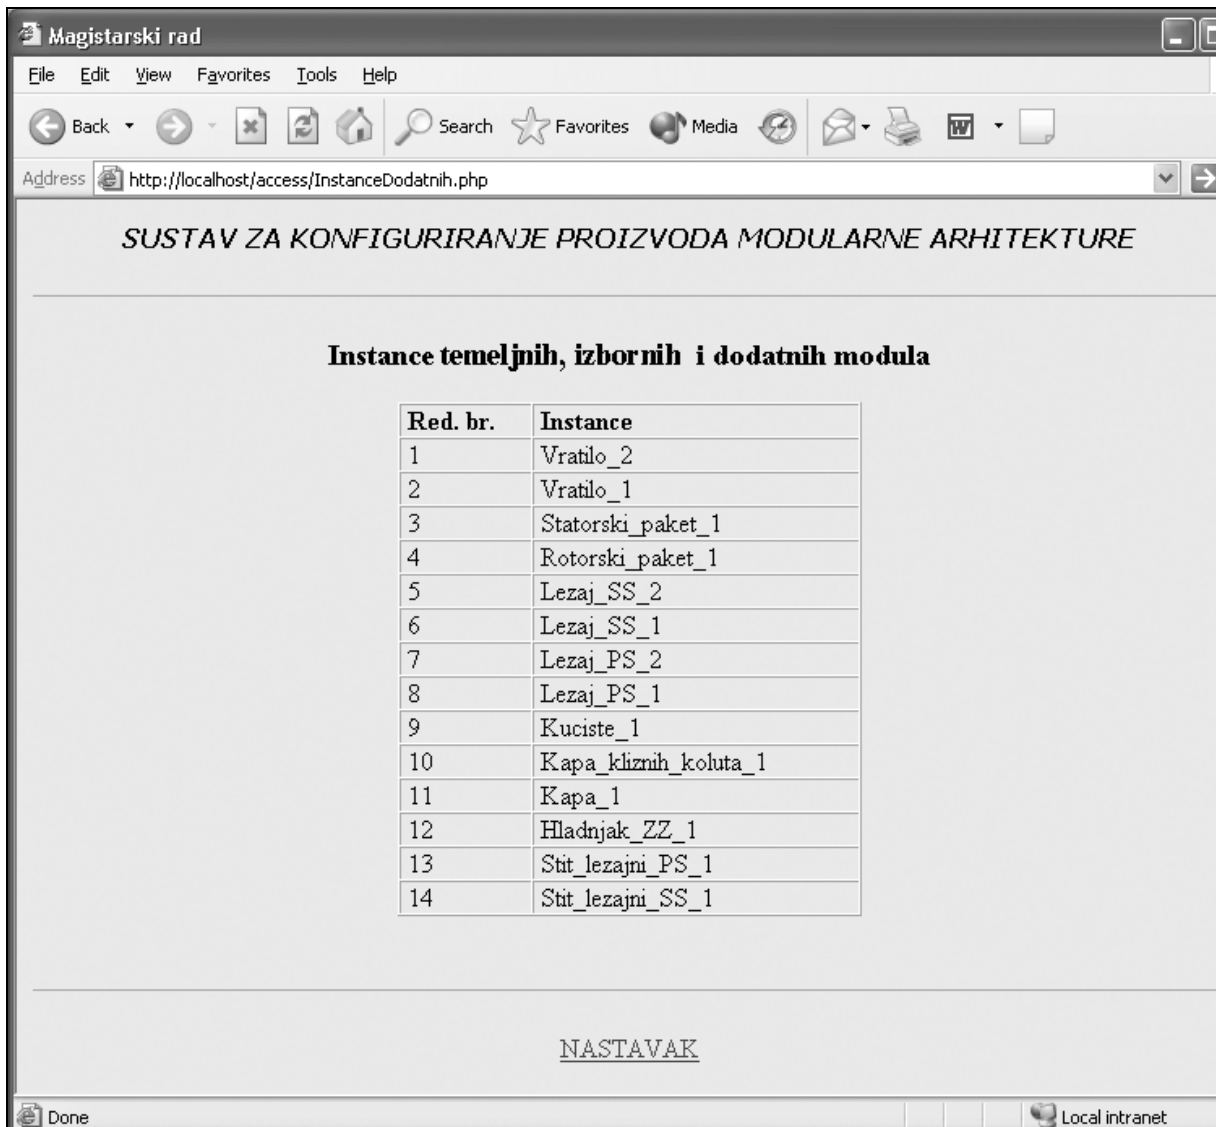 Magistarski rad
File Edit View Favorites Tools Help
Back Search Favorites Media
Address http://localhost/access/InstanceDodatnih.php
SUSTAV ZA KONFIGURIRANJE PROIZVODA MODULARNE ARHITEKTURE
Instance temeljnih, izbornih i dodatnih modula
Red. br. Instance
1 Vratilo_2
2 Vratilo_1
3 Statorski_paket_1
4 Rotorski_paket_1
5 Lezaj_SS_2
6 Lezaj_SS_1
7 Lezaj_PS_2
8 Lezaj_PS_1
9 Kuciste_1
10 Kapa_kliznih_koluta_1
11 Kapa_1
12 Hladnjak_ZZ_1
13 Stit_lezajni_PS_1
14 Stit_lezajni_SS_1
NASTAVAK
Done Local intranet